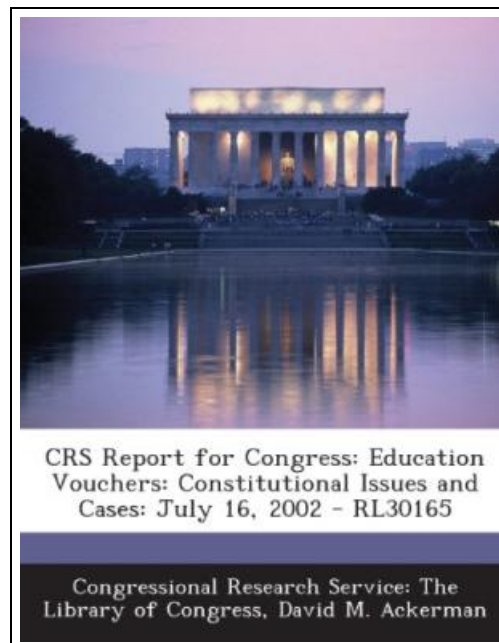 CRS Report for Congress: Education
Vouchers: Constitutional Issues and
Cases: July 16, 2002 - RL30165
Congressional Research Service: The
Library of Congress, David M. Ackerman